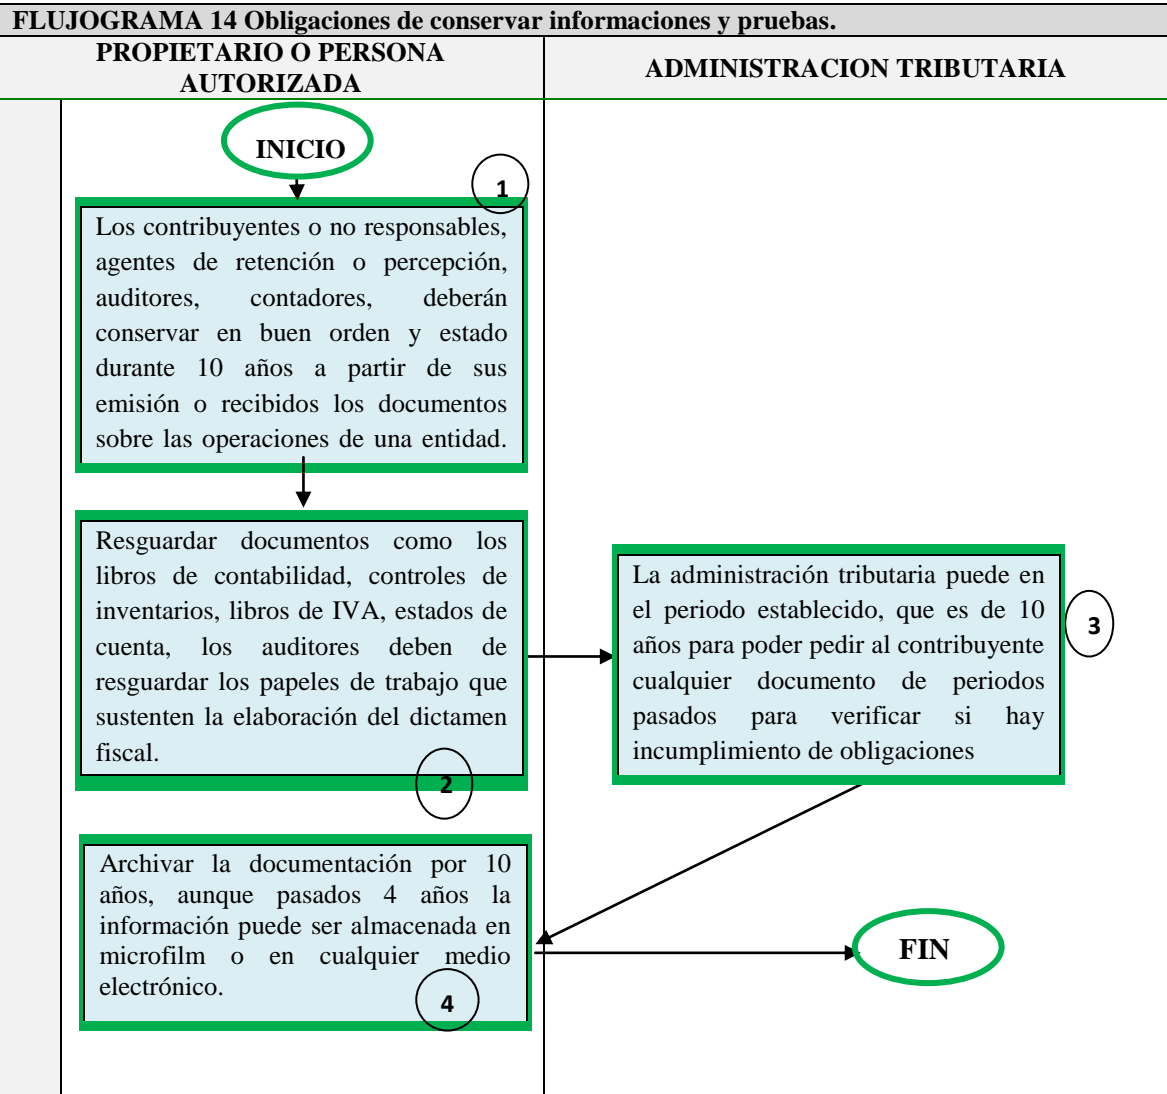 FLUJOGRAMA 14 Obligaciones de conservar informaciones y pruebas.
PROPIETARIO O PERSONA
AUTORIZADA
ADMINISTRACION TRIBUTARIA
INICIO
1
Los contribuyentes o no responsables,
agentes de retención o percepción,
auditores, contadores, deberán
conservar en buen orden y estado
durante 10 años a partir de sus
emisión o recibidos los documentos
sobre las operaciones de una entidad.
Resguardar documentos como los
libros de contabilidad, controles de
inventarios, libros de IVA, estados de
cuenta, los auditores deben de
resguardar los papeles de trabajo que
sustenten la elaboración del dictamen
fiscal.
2
La administración tributaria puede en
el periodo establecido, que es de 10
años para poder pedir al contribuyente
cualquier documento de periodos
pasados para verificar si hay
incumplimiento de obligaciones
3
Archivar la documentación por 10
años, aunque pasados 4 años la
información puede ser almacenada en
microfilm o en cualquier medio
electrónico.
4
FIN